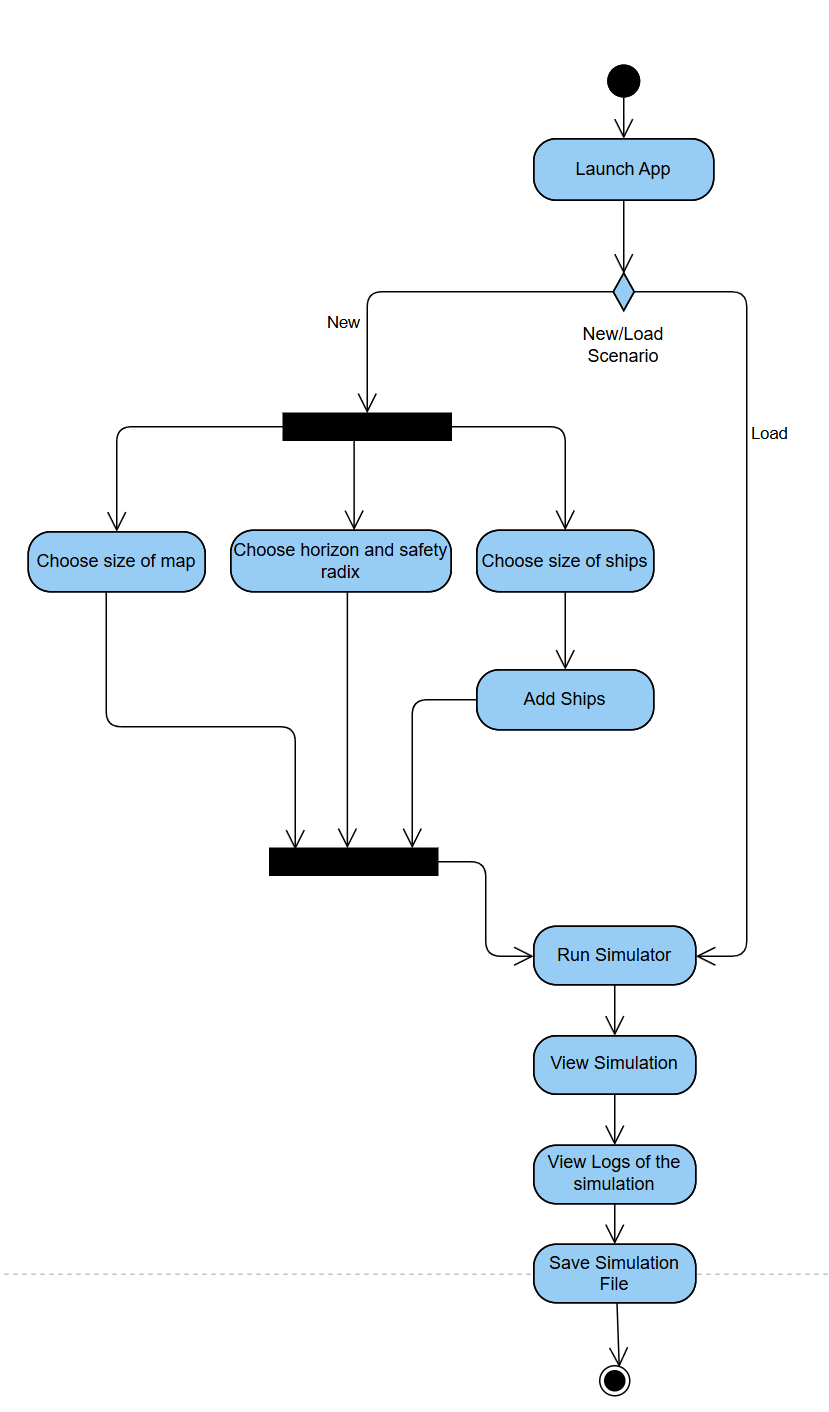 Launch App
New/Load
Scenario
New
Load
Choose size of map
Choose horizon and safety
radix
Choose size of ships
Add Ships
Run Simulator
View Simulation
View Logs of the
simulation
Save Simulation
File